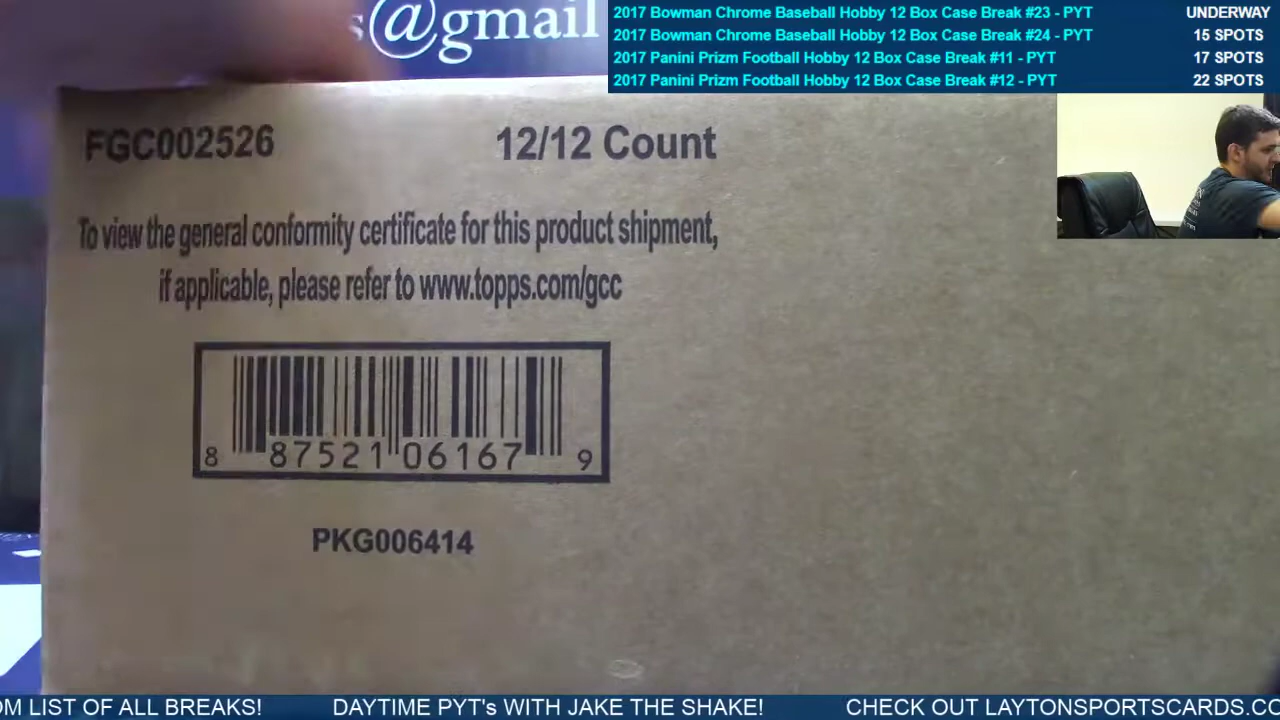 s@gmail
2017 Bowman Chrome Baseball Hobby 12 Box Case Break #23 - PYT UNDERWAY
2017 Bowman Chrome Baseball Hobby 12 Box Case Break #24 - PYT 15 SPOTS
2017 Panini Prizm Football Hobby 12 Box Case Break #11 - PYT 17 SPOTS
2017 Panini Prizm Football Hobby 12 Box Case Break #12 - PYT 22 SPOTS
FGC002526 12/12 Count
To view the general conformity certificate for this product shipment,
if applicable, please refer to www.topps.com/gcc
8 87521 06167 9
PKG006414
OM LIST OF ALL BREAKS! DAYTIME PYT's WITH JAKE THE SHAKE! CHECK OUT LAYTONSPORTSCARDS.CO